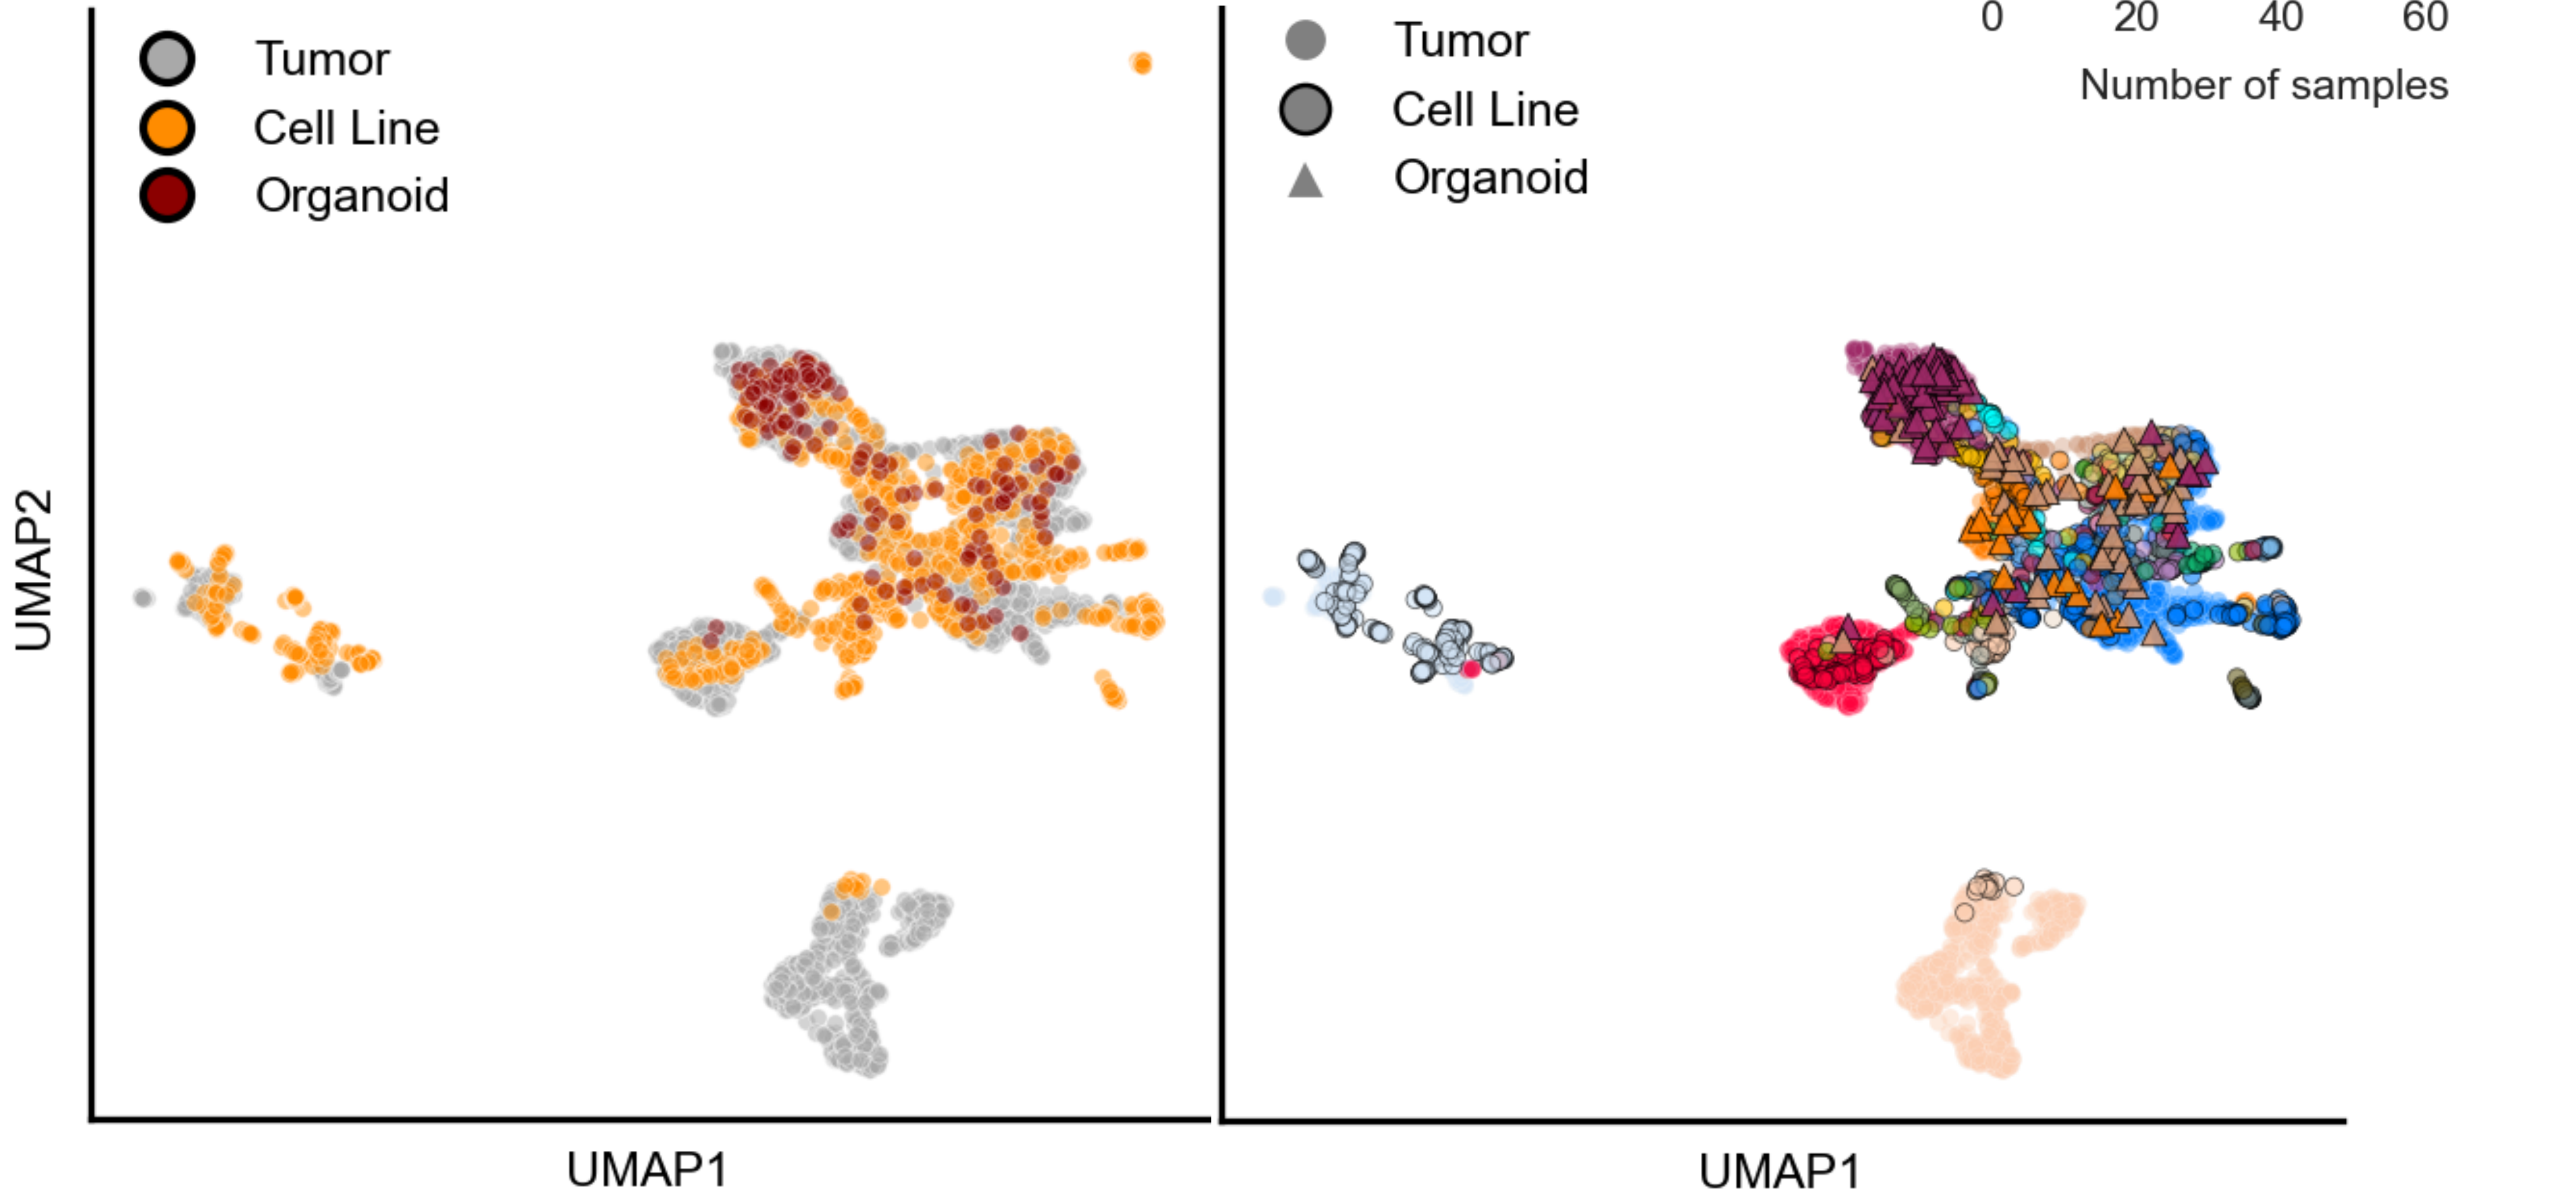 Tumor
Cell Line
Organoid
UMAP2
UMAP1
Tumor
Cell Line
Organoid
0 20 40 60
Number of samples
UMAP1